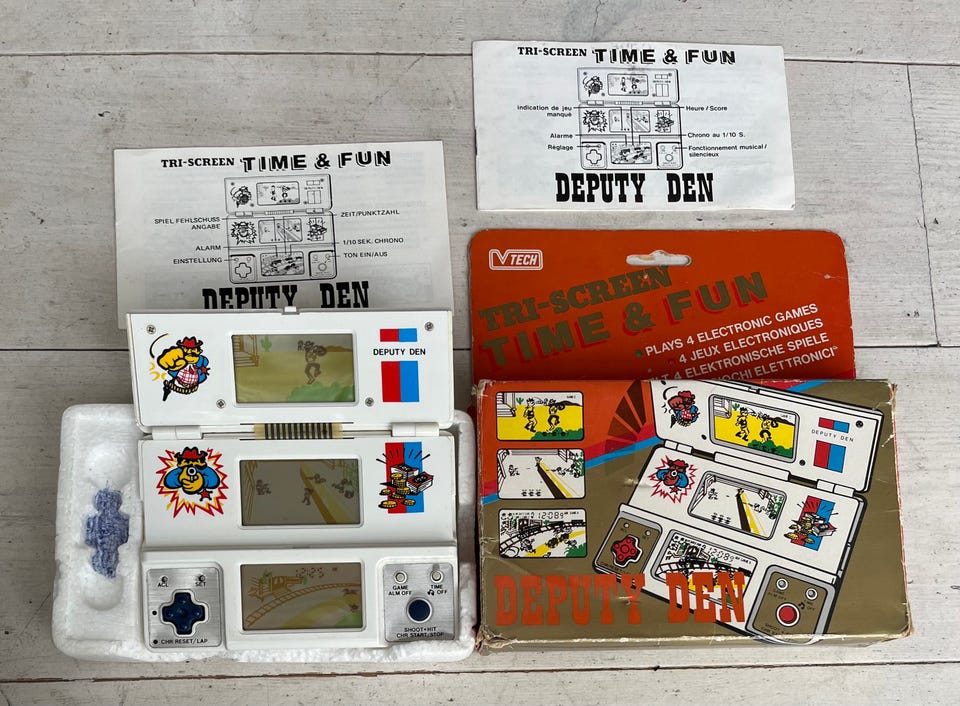 TRI-SCREEN TIME & FUN
indication de jeu
manqué
Heure / Score
Alarme
Chrono au 1/10 S.
Réglage
Fonctionnement musical /
silencieux
DEPUTY DEN
TRI-SCREEN TIME & FUN
SPIEL FEHLSCHUSS
ANGABE
ZEIT/PUNKTZAHL
ALARM
1/10 SEK. CHRONO
EINSTELLUNG
TON EIN/AUS
DEPUTY DEN
VTECH
TRI-SCREEN
TIME & FUN
PLAYS 4 ELECTRONIC GAMES
4 JEUX ELECTRONIQUES
4 ELEKTRONISCHE SPIELE
ELETTRONICI
DEPUTY DEN
12:25
ACL
SET
CHR RESET/LAP
GAME
ALM OFF
TIME
OFF
SHOOT•HIT
CHR START/STOP
DEPUTY DEN
DEPUTY DEN